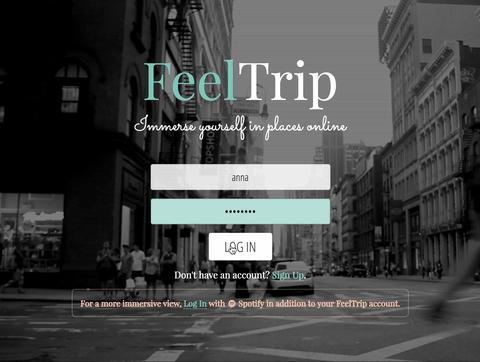 FeelTrip
Immerse yourself in places online
anna
••••••••
LOG IN
Don't have an account? Sign Up.
For a more immersive view, Log In with Spotify in addition to your FeelTrip account.